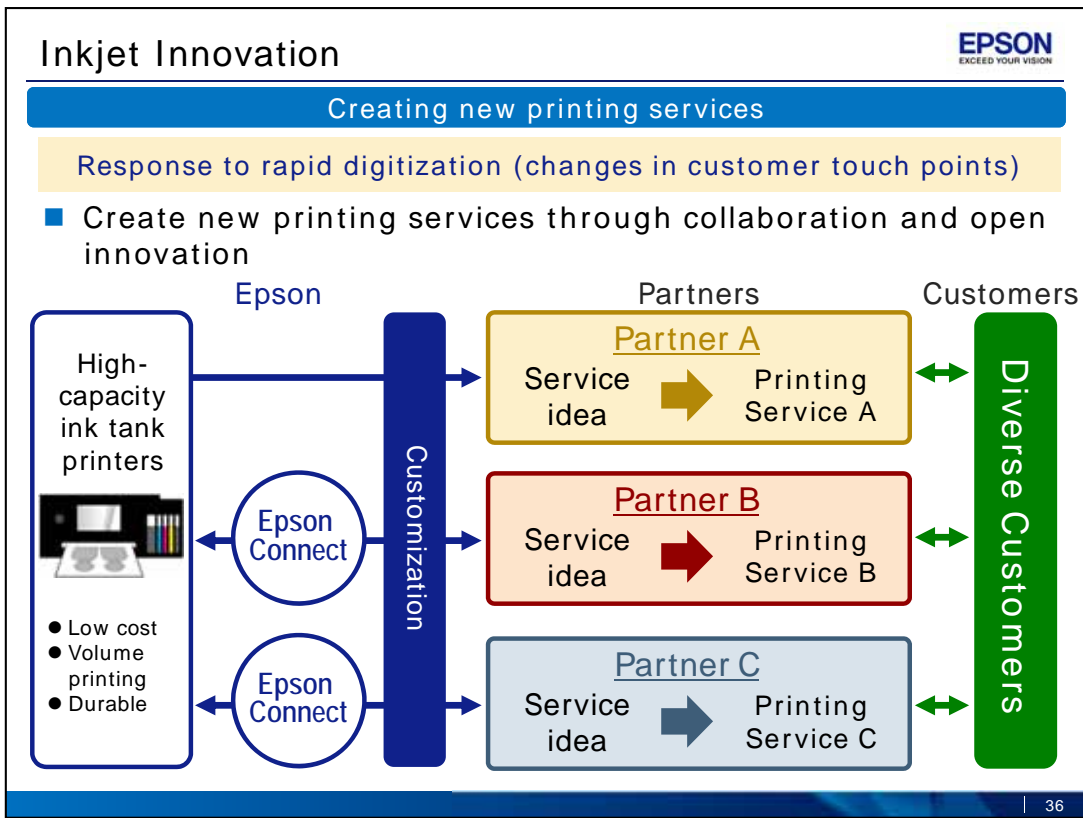 Inkjet Innovation
EPSON
EXCEED YOUR VISION
Creating new printing services
Response to rapid digitization (changes in customer touch points)
Create new printing services through collaboration and open
innovation
Epson
Partners
Customers
High-
capacity
ink tank
printers
Low cost
Volume
printing
Durable
Epson
Connect
Epson
Connect
Customization
Partner A
Service
idea
Printing
Service A
Partner B
Service
idea
Printing
Service B
Partner C
Service
idea
Printing
Service C
Diverse Customers
36